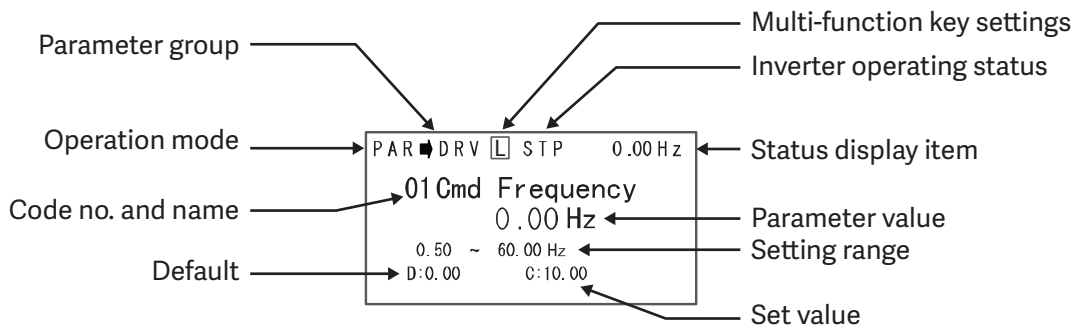 Multi-function key settings
Parameter group
Inverter operating status
Operation mode
PAR➡DRV L STP 0.00Hz
Status display item
01 Cmd Frequency
Code no. and name
0.00 Hz
Parameter value
0.50 ~ 60.00 Hz
Setting range
Default
D:0.00 C:10.00
Set value